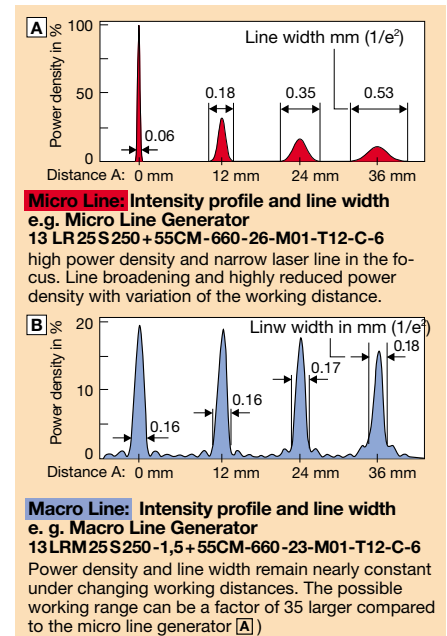 A
Power density in %
100
50
0
Line width mm (1/e²)
0.06
0.18
0.35
0.53
Distance A: 0 mm 12 mm 24 mm 36 mm
Micro Line: Intensity profile and line width
e.g. Micro Line Generator
13 LR 25 S 250 + 55CM - 660 - 26 - M01 - T12 - C - 6
high power density and narrow laser line in the fo-
cus. Line broadening and highly reduced power
density with variation of the working distance.
B
Power density in %
20
10
0
Linw width in mm (1/e²)
0.16
0.16
0.17
0.18
Distance A: 0 mm 12 mm 24 mm 36 mm
Macro Line: Intensity profile and line width
e. g. Macro Line Generator
13 LRM 25 S 250 - 1,5 + 55CM - 660 - 23 - M01 - T12 - C - 6
Power density and line width remain nearly constant
under changing working distances. The possible
working range can be a factor of 35 larger compared
to the micro line generator A )